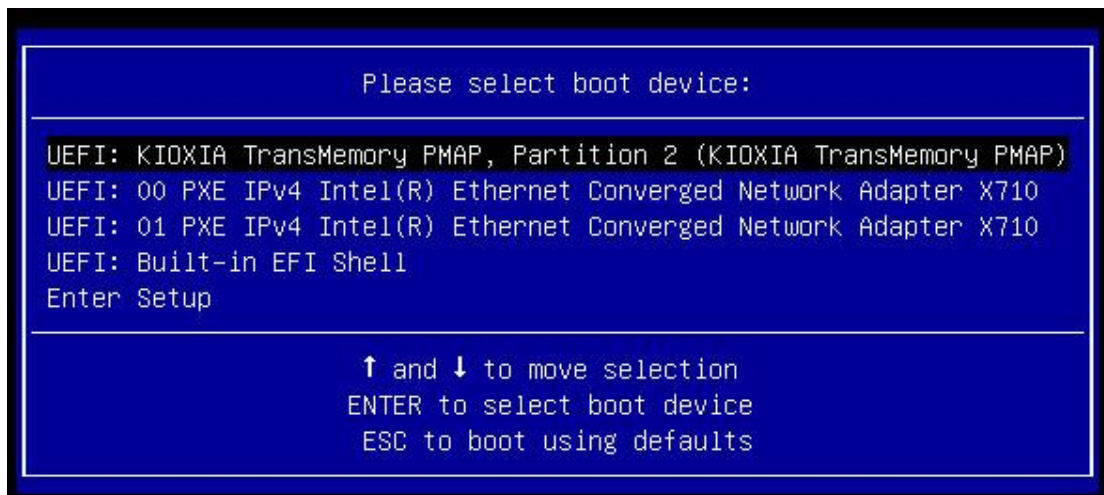 Please select boot device:
UEFI: KIOXIA TransMemory PMAP, Partition 2 (KIOXIA TransMemory PMAP)
UEFI: 00 PXE IPv4 Intel(R) Ethernet Converged Network Adapter X710
UEFI: 01 PXE IPv4 Intel(R) Ethernet Converged Network Adapter X710
UEFI: Built-in EFI Shell
Enter Setup
↑ and ↓ to move selection
ENTER to select boot device
ESC to boot using defaults